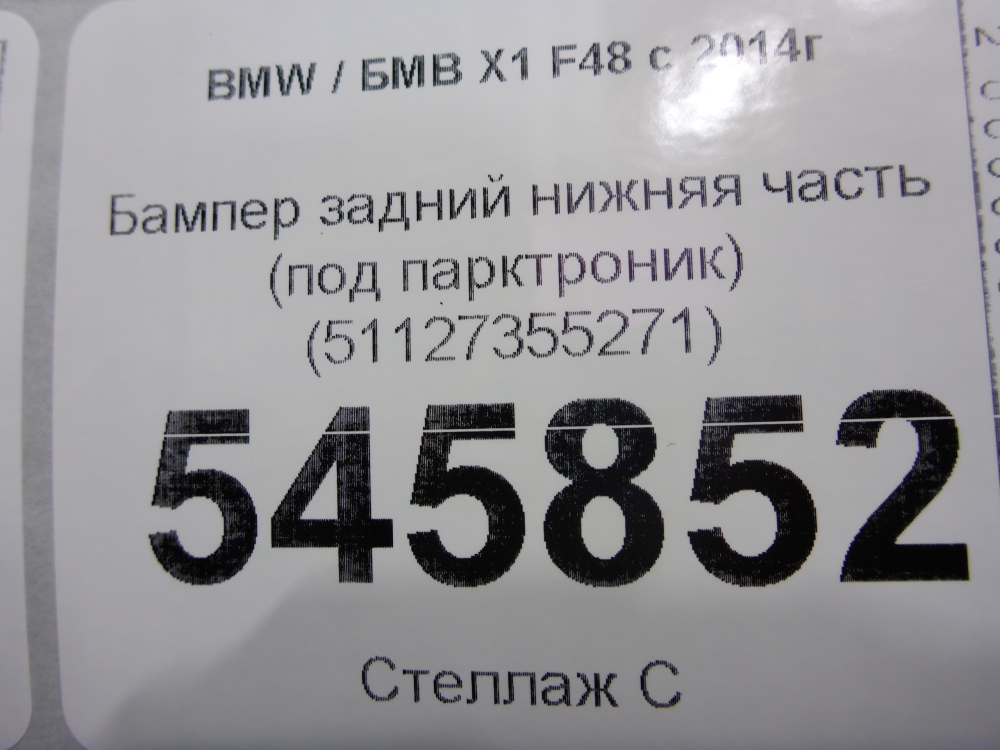 BMW / БМВ X1 F48 с 2014г
Бампер задний нижняя часть
(под парктроник)
(51127355271)
545852
Стеллаж С